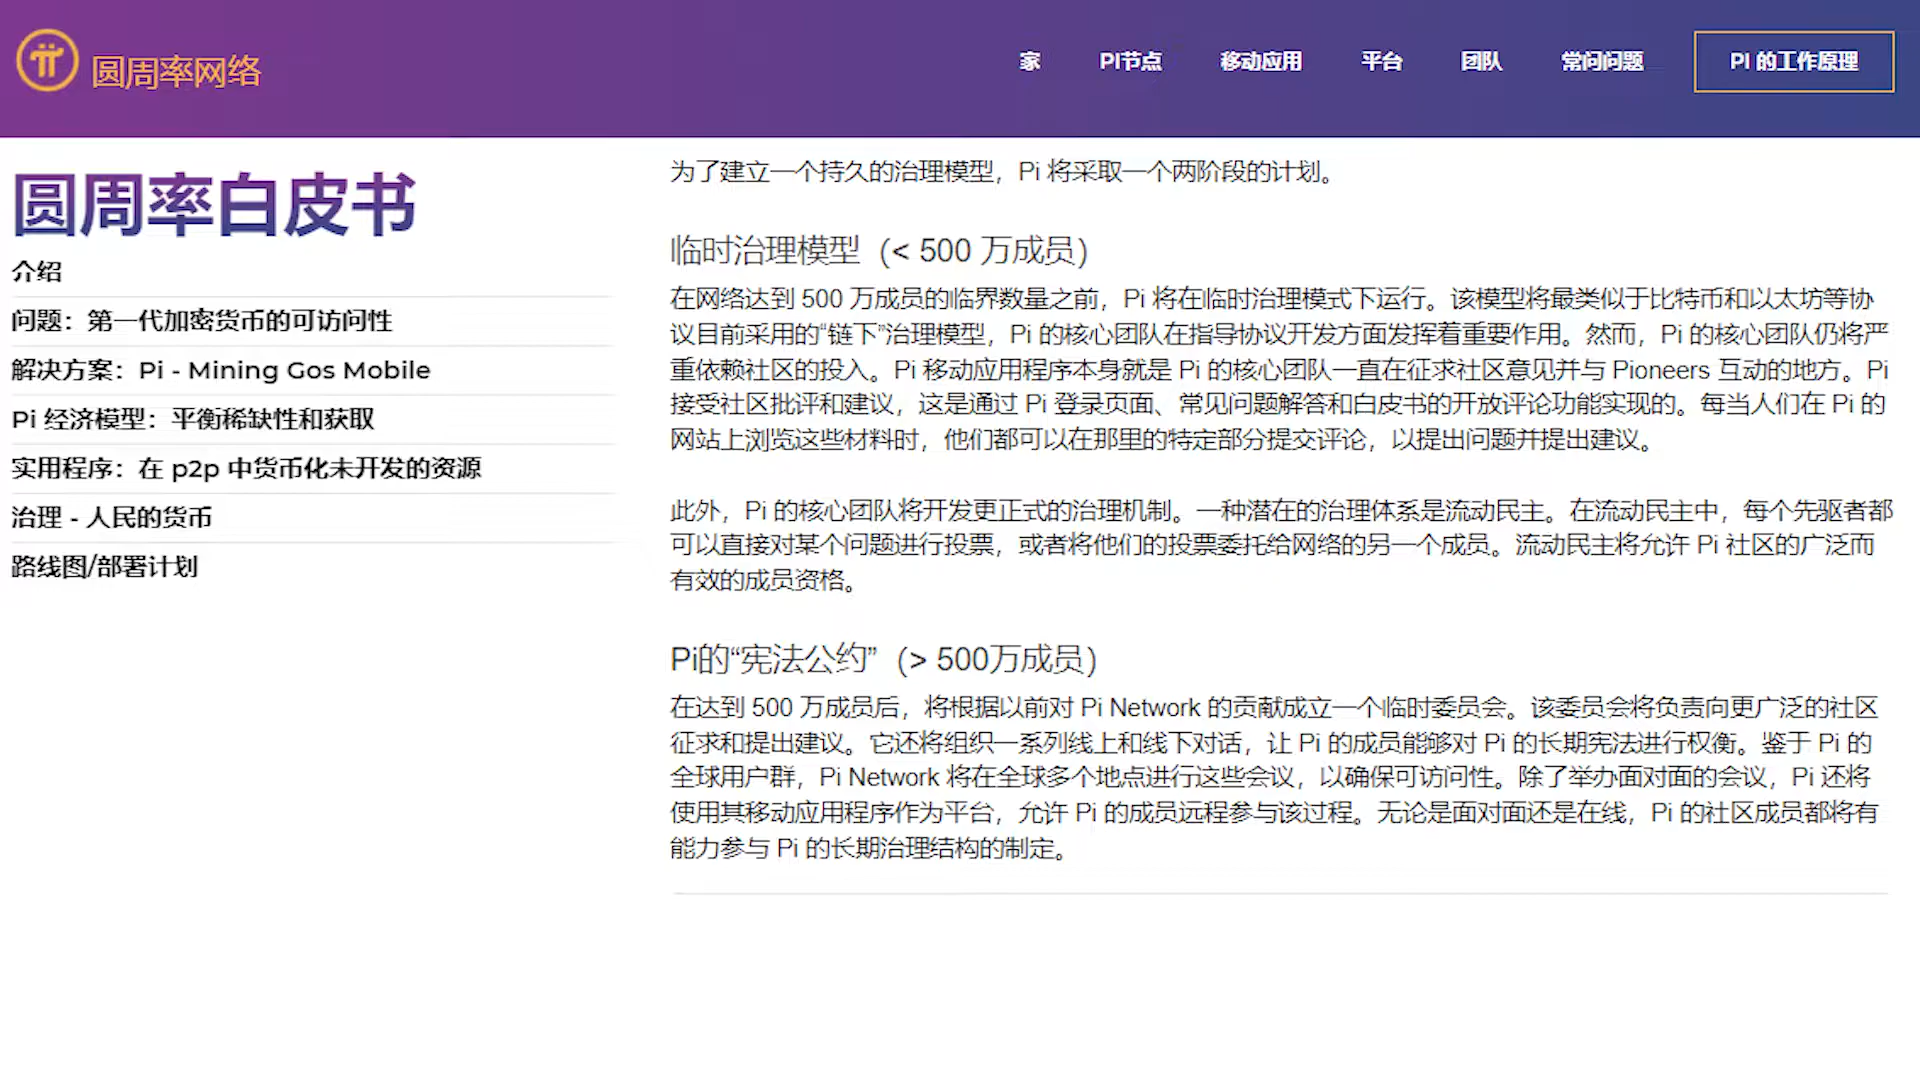 圆周率网络
家 PI节点 移动应用 平台 团队 常问问题 PI 的工作原理
圆周率白皮书
介绍
问题：第一代加密货币的可访问性
解决方案：Pi - Mining Gos Mobile
Pi 经济模型：平衡稀缺性和获取
实用程序：在 p2p 中货币化未开发的资源
治理 - 人民的货币
路线图/部署计划
为了建立一个持久的治理模型，Pi 将采取一个两阶段的计划。
临时治理模型（< 500 万成员）
在网络达到 500 万成员的临界数量之前，Pi 将在临时治理模式下运行。该模型将最类似于比特币和以太坊等协
议目前采用的“链下”治理模型，Pi 的核心团队在指导协议开发方面发挥着重要作用。然而，Pi 的核心团队仍将严
重依赖社区的投入。Pi 移动应用程序本身就是 Pi 的核心团队一直在征求社区意见并与 Pioneers 互动的地方。Pi
接受社区批评和建议，这是通过 Pi 登录页面、常见问题解答和白皮书的开放评论功能实现的。每当人们在 Pi 的
网站上浏览这些材料时，他们都可以在那里的特定部分提交评论，以提出问题并提出建议。
此外，Pi 的核心团队将开发更正式的治理机制。一种潜在的治理体系是流动民主。在流动民主中，每个先驱者都
可以直接对某个问题进行投票，或者将他们的投票委托给网络的另一个成员。流动民主将允许 Pi 社区的广泛而
有效的成员资格。
Pi的“宪法公约”（> 500万成员）
在达到 500 万成员后，将根据以前对 Pi Network 的贡献成立一个临时委员会。该委员会将负责向更广泛的社区
征求和提出建议。它还将组织一系列线上和线下对话，让 Pi 的成员能够对 Pi 的长期宪法进行权衡。鉴于 Pi 的
全球用户群，Pi Network 将在全球多个地点进行这些会议，以确保可访问性。除了举办面对面的会议，Pi 还将
使用其移动应用程序作为平台，允许 Pi 的成员远程参与该过程。无论是面对面还是在线，Pi 的社区成员都将有
能力参与 Pi 的长期治理结构的制定。